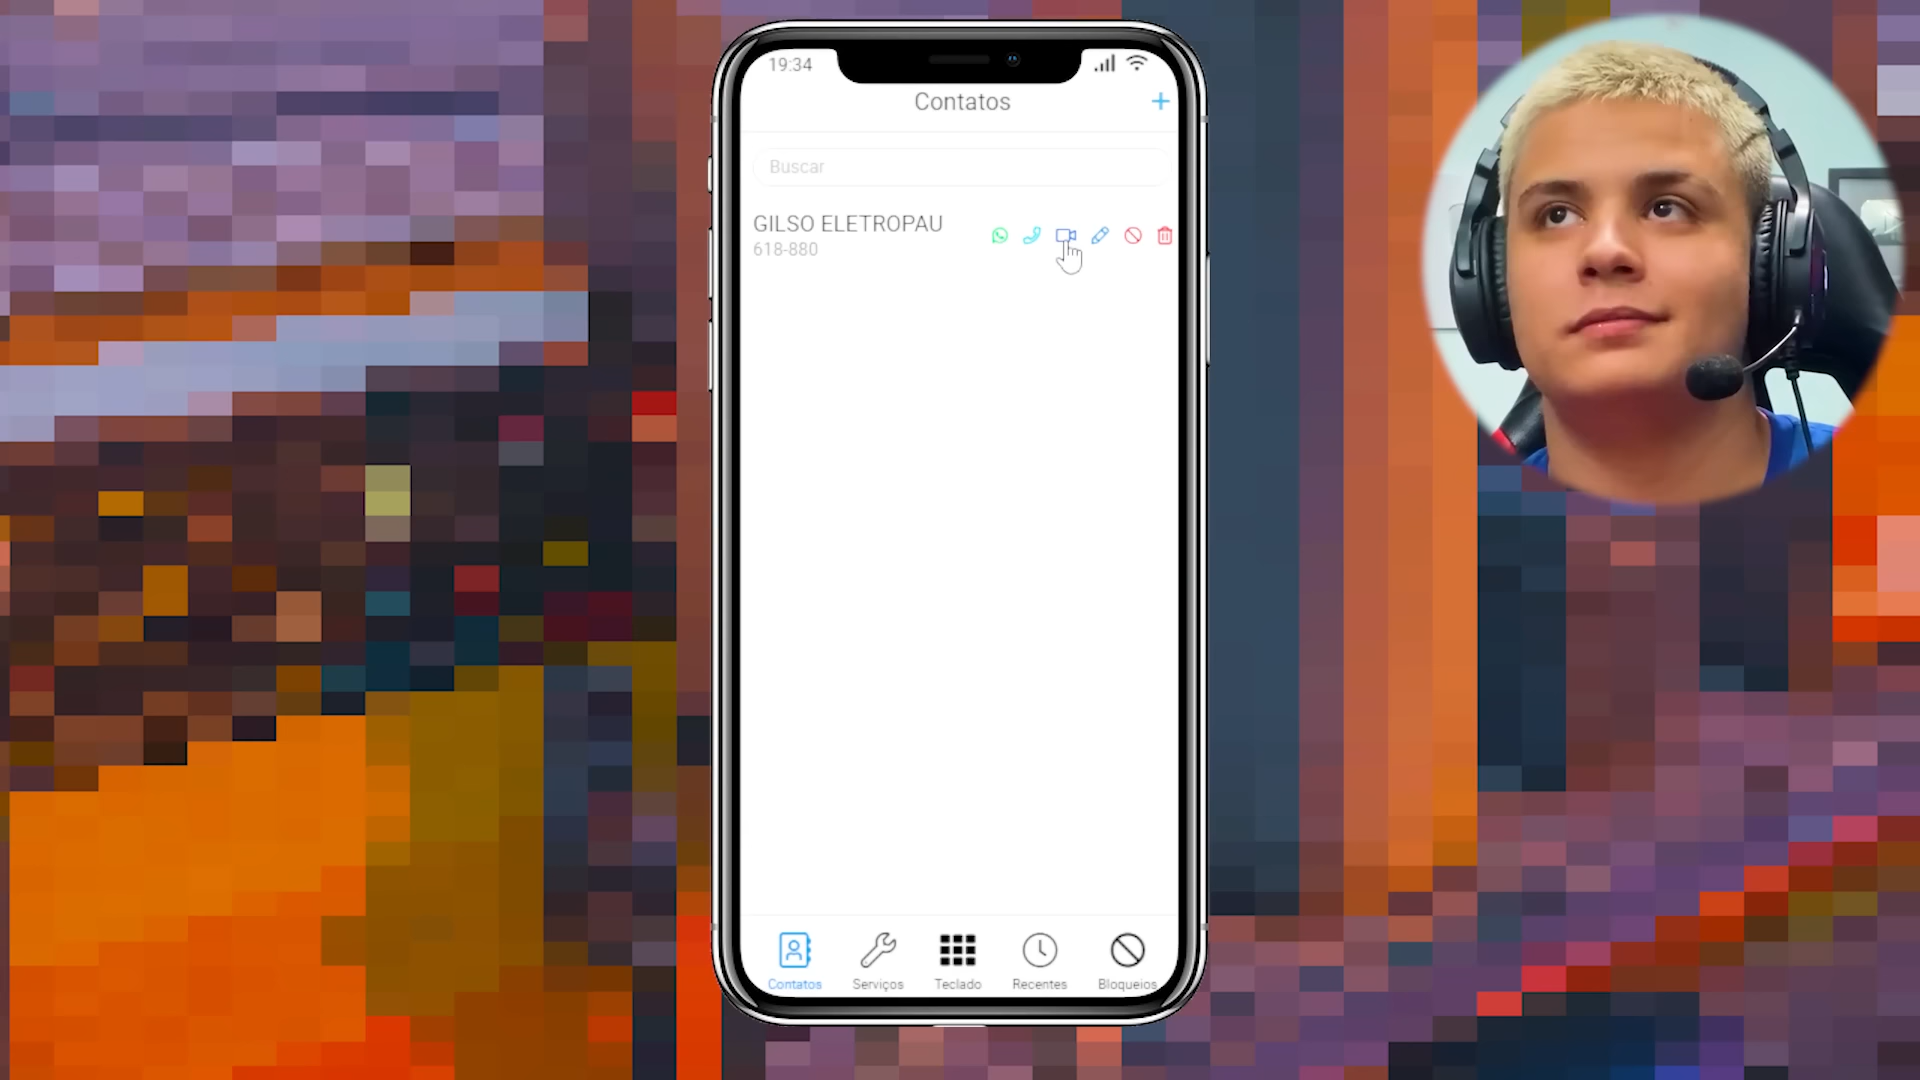 19:34
Contatos
Buscar
GILSO ELETROPAU
618-880
Contatos
Serviços
Teclado
Recentes
Bloqueios